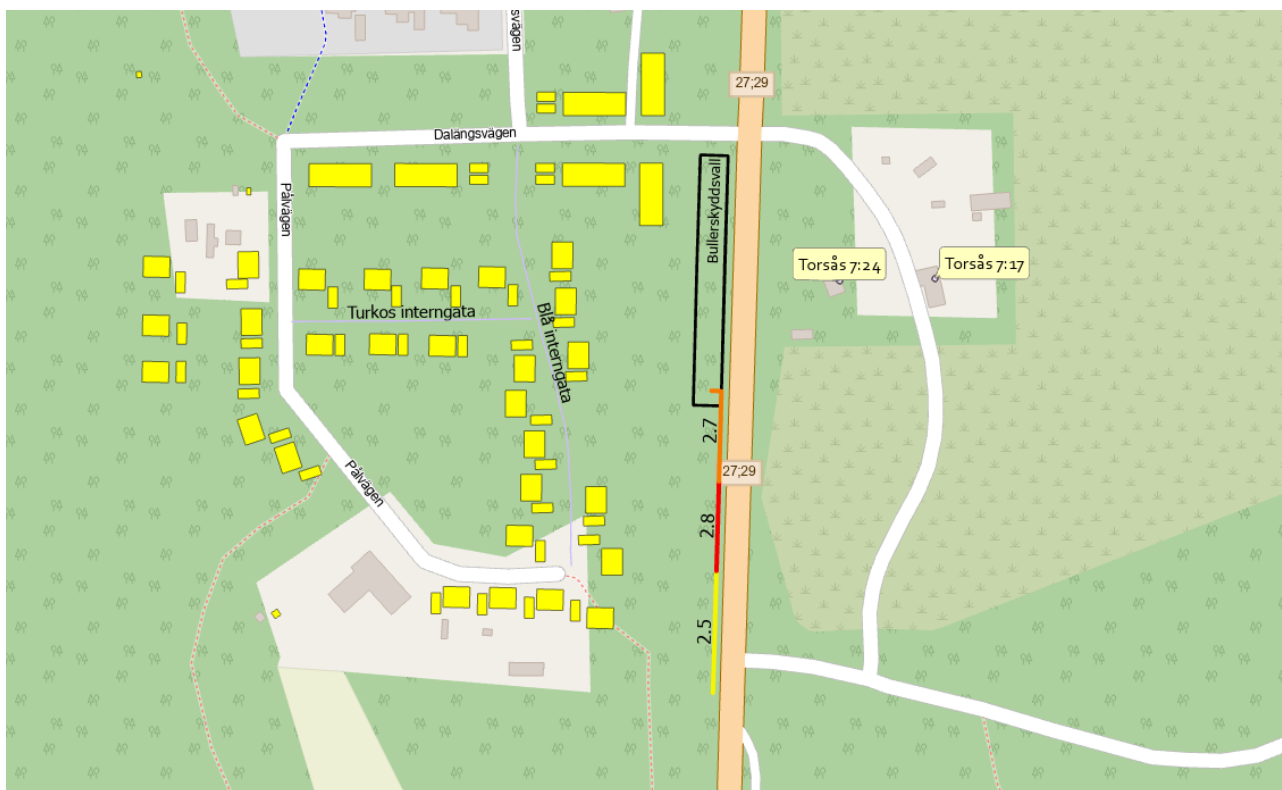 svägen
27;29
Dalängsvägen
Pålvägen
Bullerskyddsvall
Torsås 7:24
Torsås 7:17
Turkos interngata
Blå interngata
2.7
27;29
Pålvägen
2.8
2.5